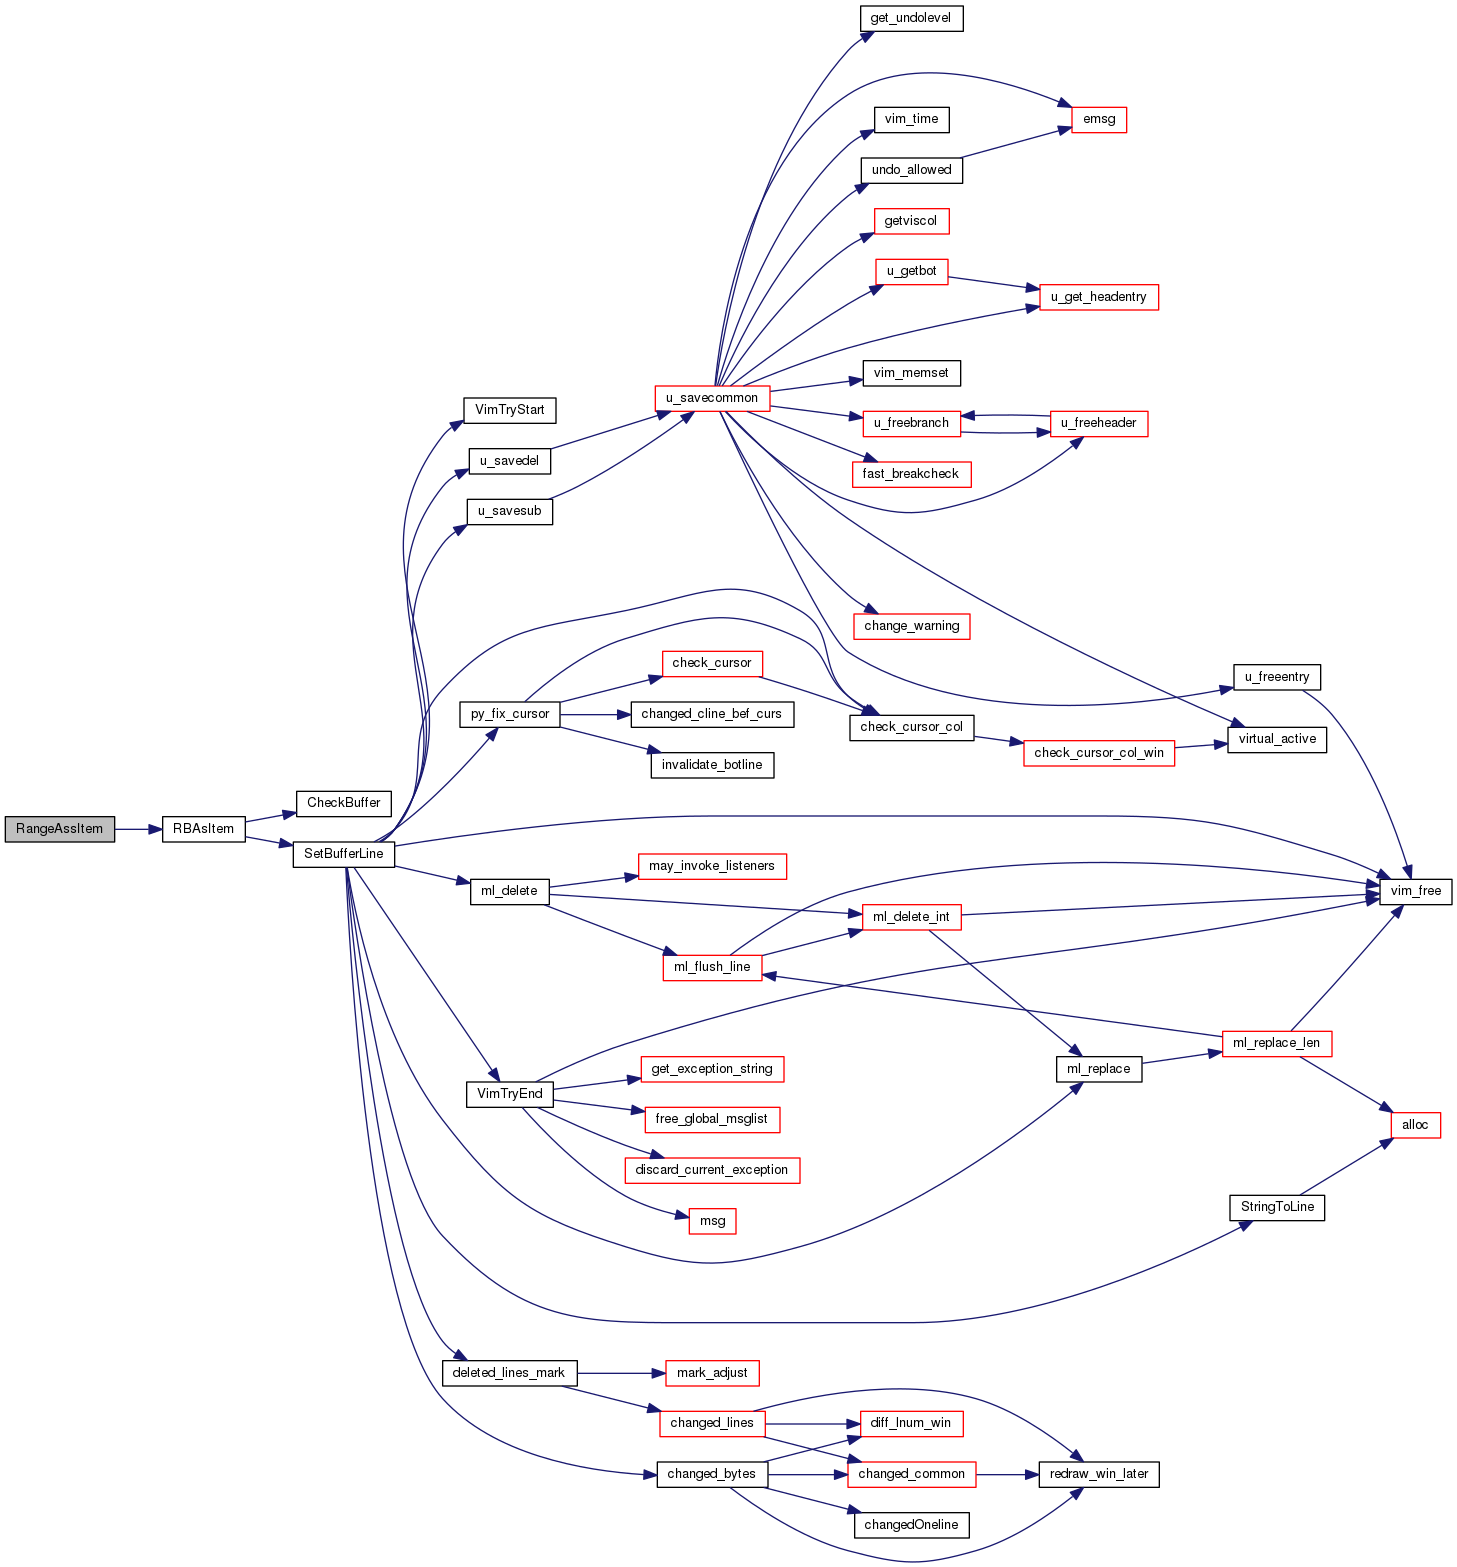 get_undolevel
emsg
vim_time
undo_allowed
getviscol
u_getbot
u_get_headentry
vim_memset
u_savecommon
VimTryStart
u_freebranch
u_freeheader
u_savedel
fast_breakcheck
u_savesub
change_warning
check_cursor
u_freeentry
py_fix_cursor
changed_cline_bef_curs
check_cursor_col
virtual_active
check_cursor_col_win
invalidate_botline
CheckBuffer
RangeAssItem
RBAsItem
SetBufferLine
may_invoke_listeners
ml_delete
vim_free
ml_delete_int
ml_flush_line
ml_replace_len
get_exception_string
ml_replace
VimTryEnd
free_global_msglist
alloc
discard_current_exception
StringToLine
msg
deleted_lines_mark
mark_adjust
changed_lines
diff_lnum_win
changed_bytes
changed_common
redraw_win_later
changedOneline